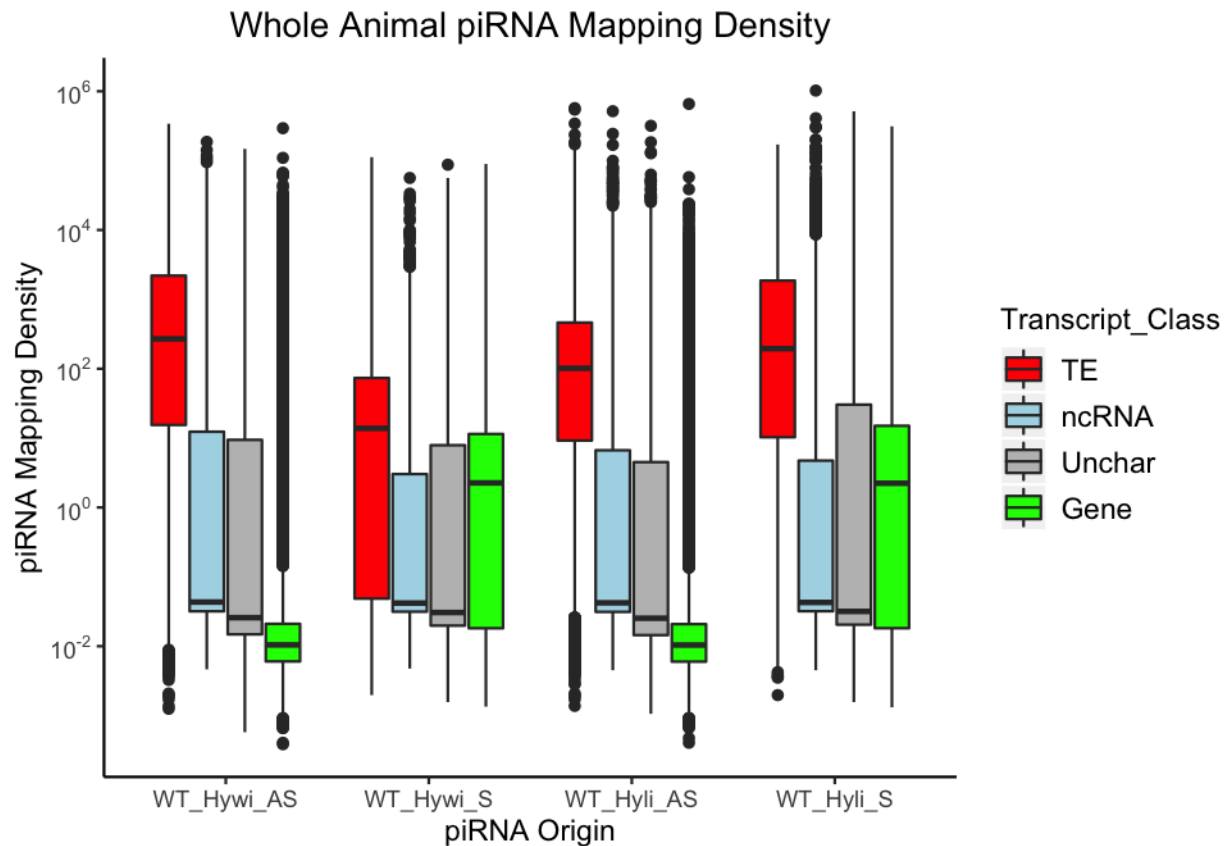 Whole Animal piRNA Mapping Density
piRNA Mapping Density
10^6
10^4
10^2
10^0
10^-2
WT_Hywi_AS WT_Hywi_S WT_Hyli_AS WT_Hyli_S
piRNA Origin
Transcript_Class
TE
ncRNA
Unchar
Gene